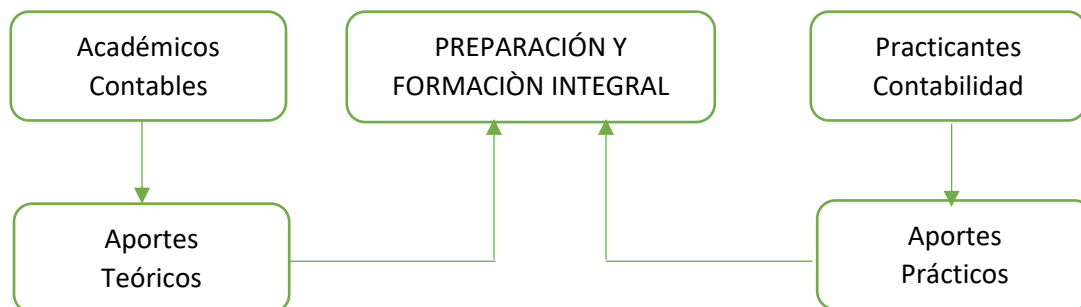 Académicos
Contables
PREPARACIÓN Y
FORMACIÒN INTEGRAL
Practicantes
Contabilidad
Aportes
Teóricos
Aportes
Prácticos